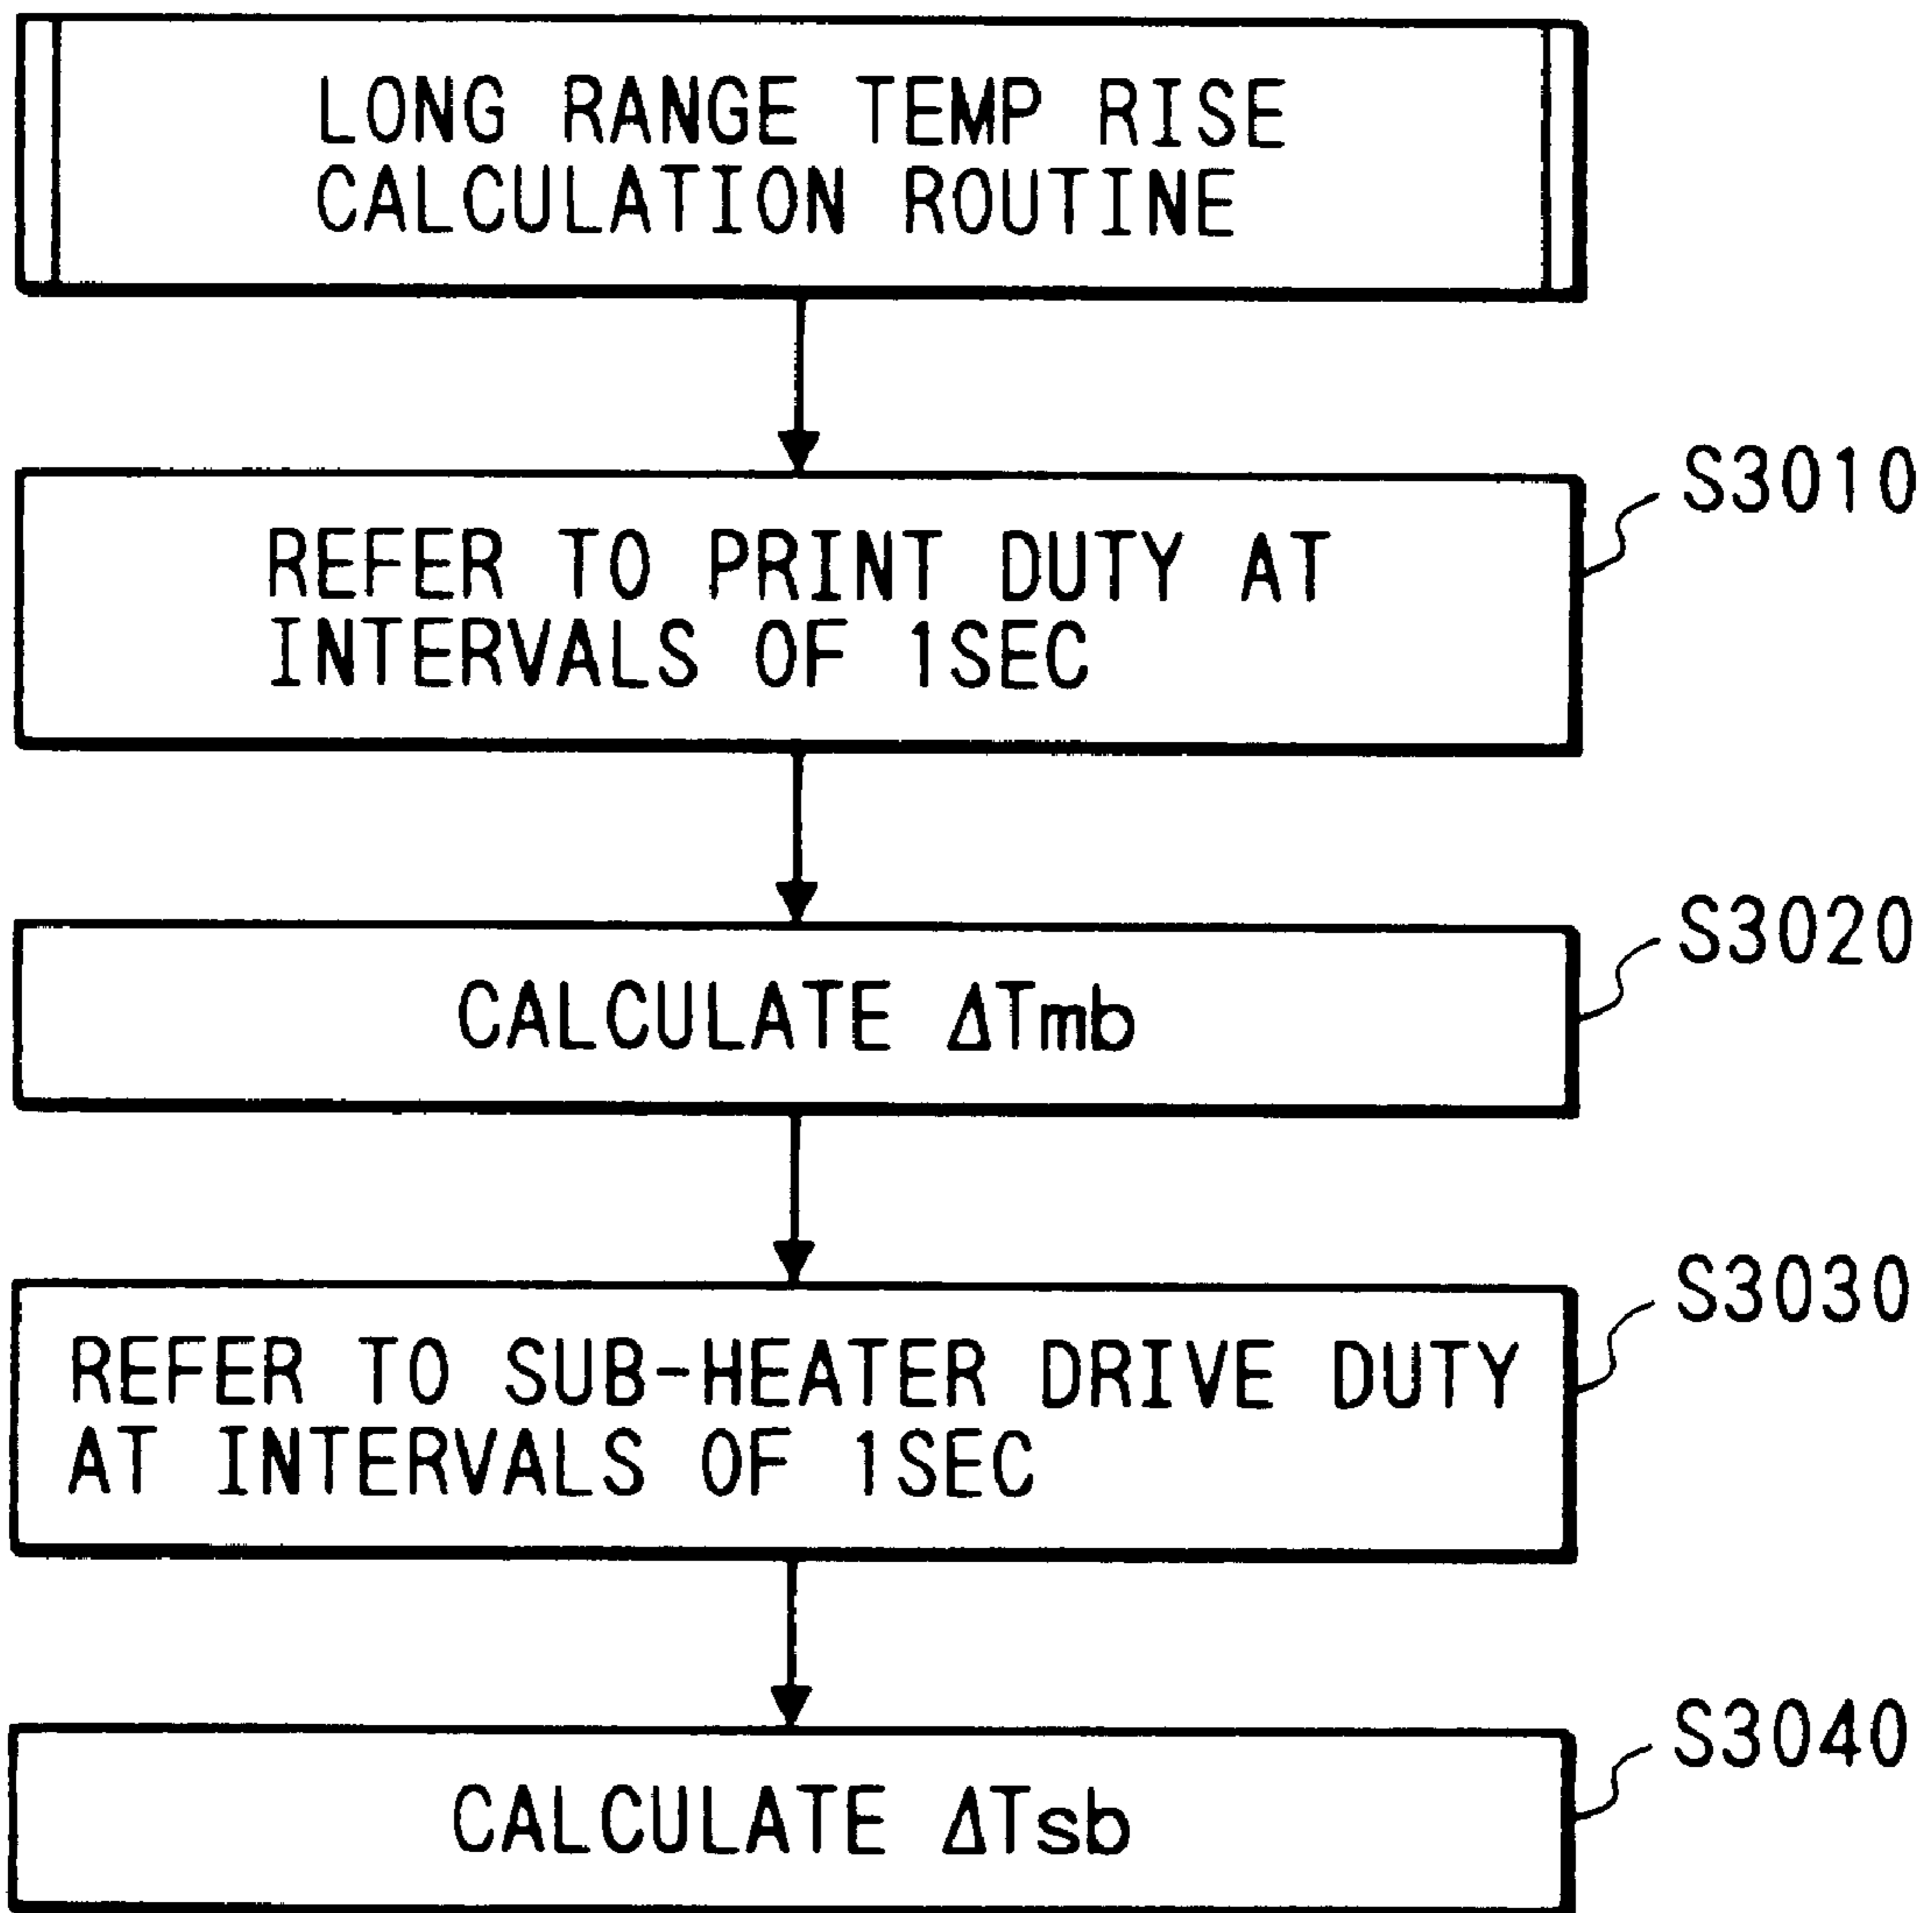 LONG RANGE TEMP RISE
CALCULATION ROUTINE
S3010
REFER TO PRINT DUTY AT
INTERVALS OF 1SEC
S3020
CALCULATE ΔTmb
S3030
REFER TO SUB-HEATER DRIVE DUTY
AT INTERVALS OF 1SEC
S3040
CALCULATE ΔTsb